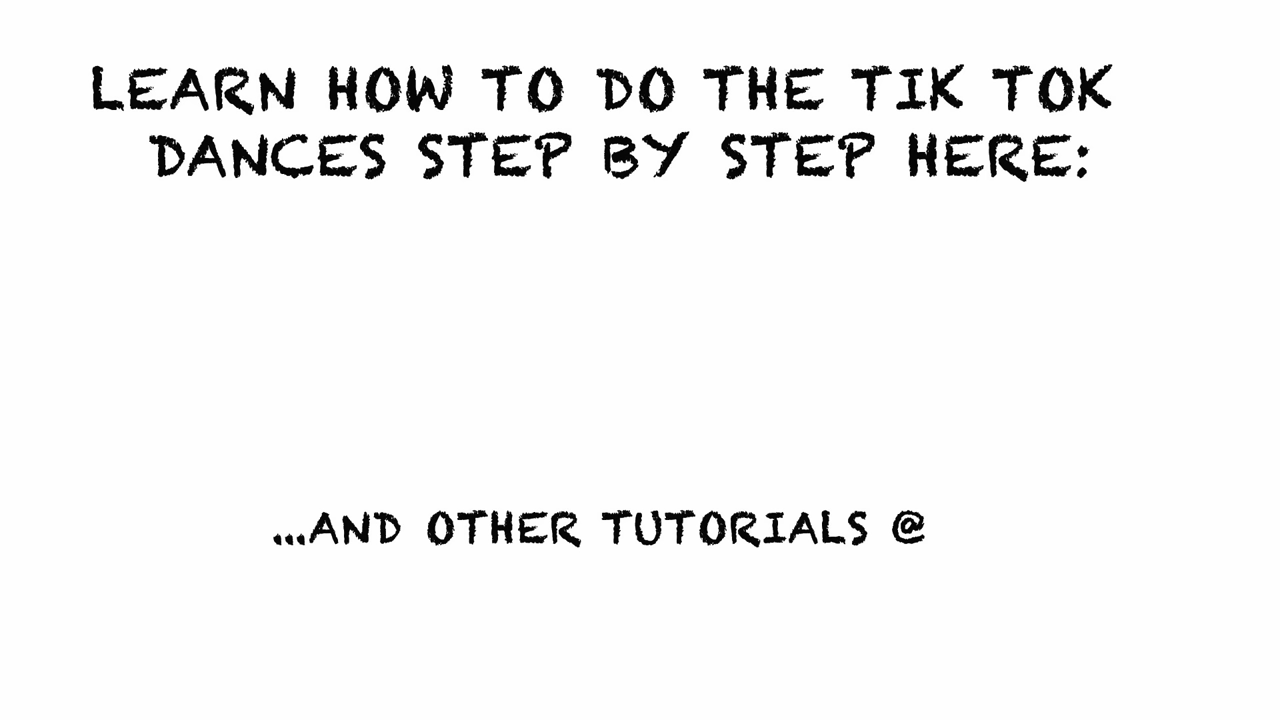 LEARN HOW TO DO THE TIK TOK
DANCES STEP BY STEP HERE:
...AND OTHER TUTORIALS @